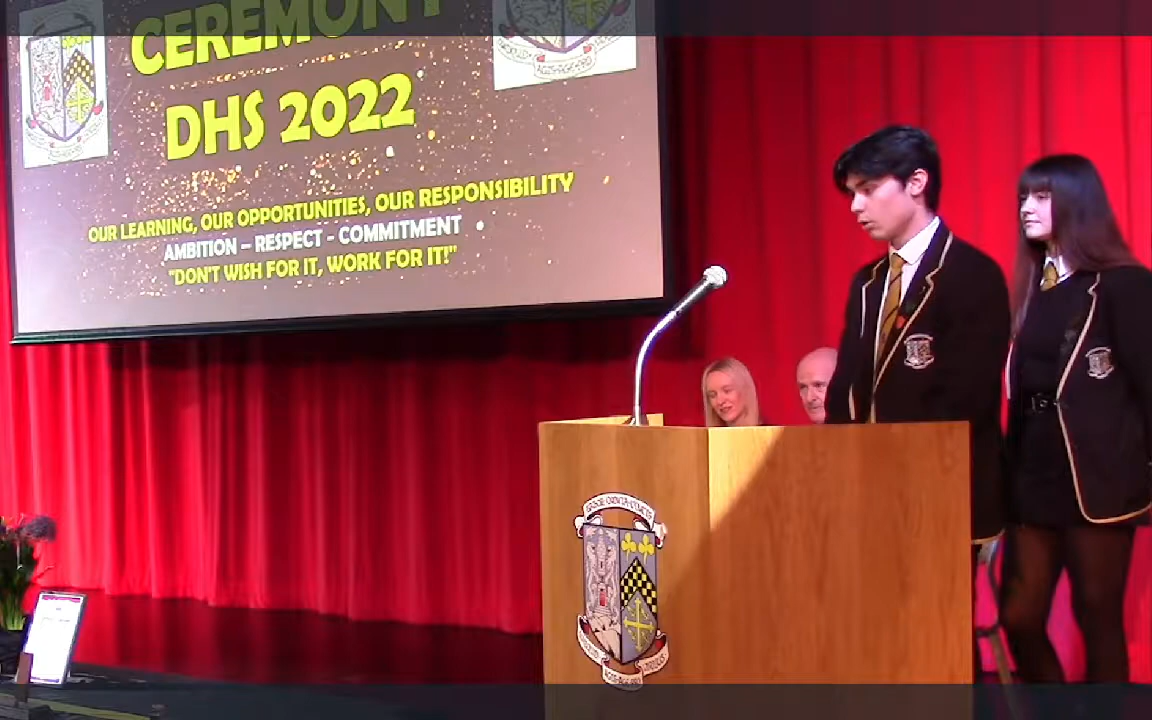 CEREMONY
DHS 2022
OUR LEARNING, OUR OPPORTUNITIES, OUR RESPONSIBILITY
AMBITION – RESPECT - COMMITMENT
"DON'T WISH FOR IT, WORK FOR IT!"